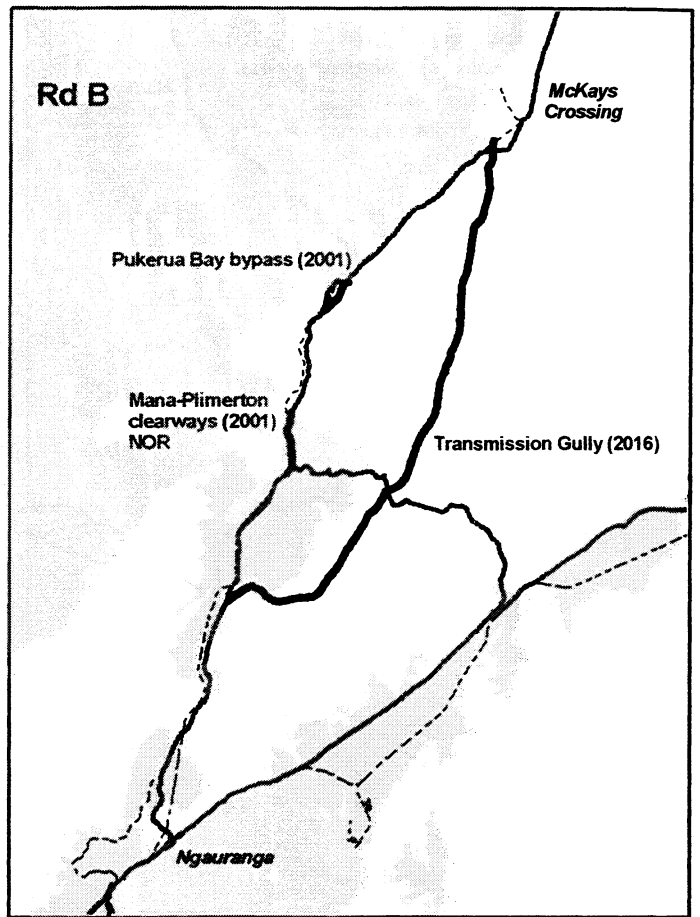 Rd B
McKays
Crossing
Pukerua Bay bypass (2001)
Mana-Plimerton
clearways (2001)
NOR
Transmission Gully (2016)
Ngauranga